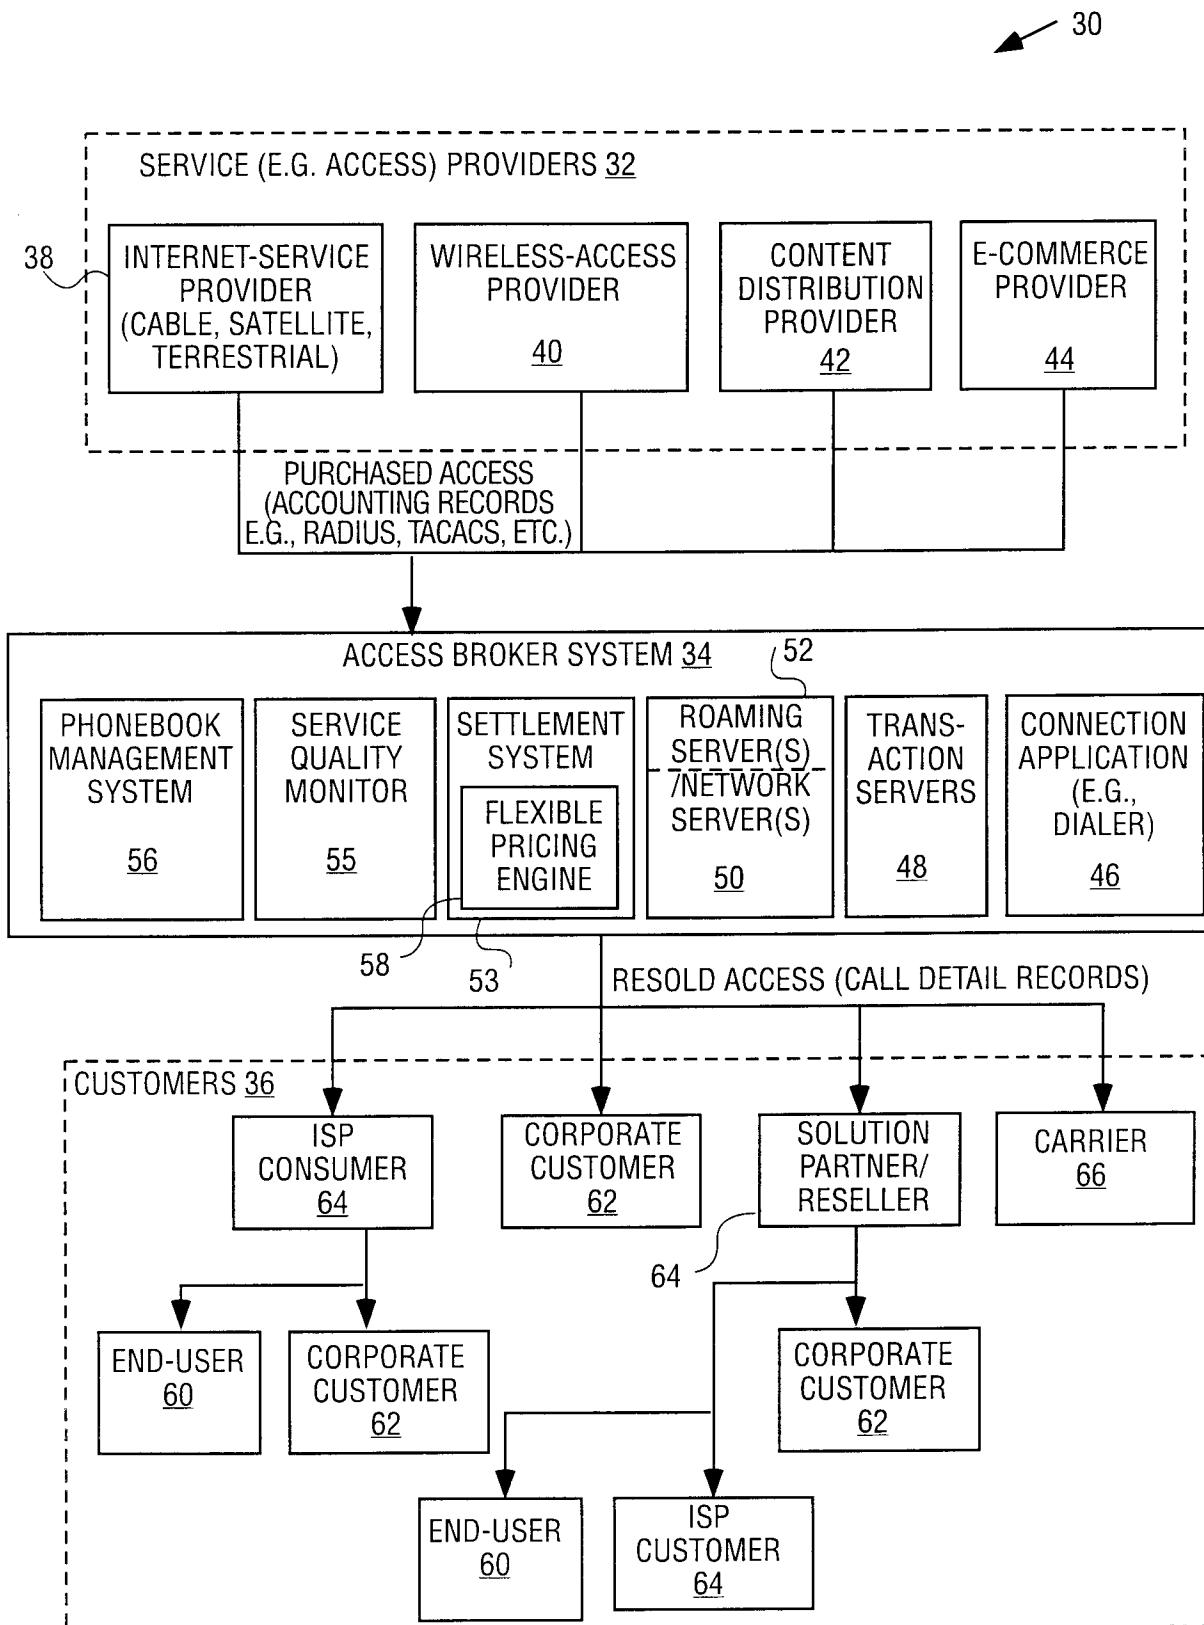 30
SERVICE (E.G. ACCESS) PROVIDERS 32
38
INTERNET-SERVICE
PROVIDER
(CABLE, SATELLITE,
TERRESTRIAL)
WIRELESS-ACCESS
PROVIDER
40
CONTENT
DISTRIBUTION
PROVIDER
42
E-COMMERCE
PROVIDER
44
PURCHASED ACCESS
(ACCOUNTING RECORDS
E.G., RADIUS, TACACS, ETC.)
ACCESS BROKER SYSTEM 34
52
PHONEBOOK
MANAGEMENT
SYSTEM
56
SERVICE
QUALITY
MONITOR
55
SETTLEMENT
SYSTEM
FLEXIBLE
PRICING
ENGINE
58
53
ROAMING
SERVER(S)
/NETWORK
SERVER(S)
50
TRANS-
ACTION
SERVERS
48
CONNECTION
APPLICATION
(E.G.,
DIALER)
46
RESOLD ACCESS (CALL DETAIL RECORDS)
CUSTOMERS 36
ISP
CONSUMER
64
CORPORATE
CUSTOMER
62
SOLUTION
PARTNER/
RESELLER
64
CARRIER
66
END-USER
60
CORPORATE
CUSTOMER
62
CORPORATE
CUSTOMER
62
END-USER
60
ISP
CUSTOMER
64